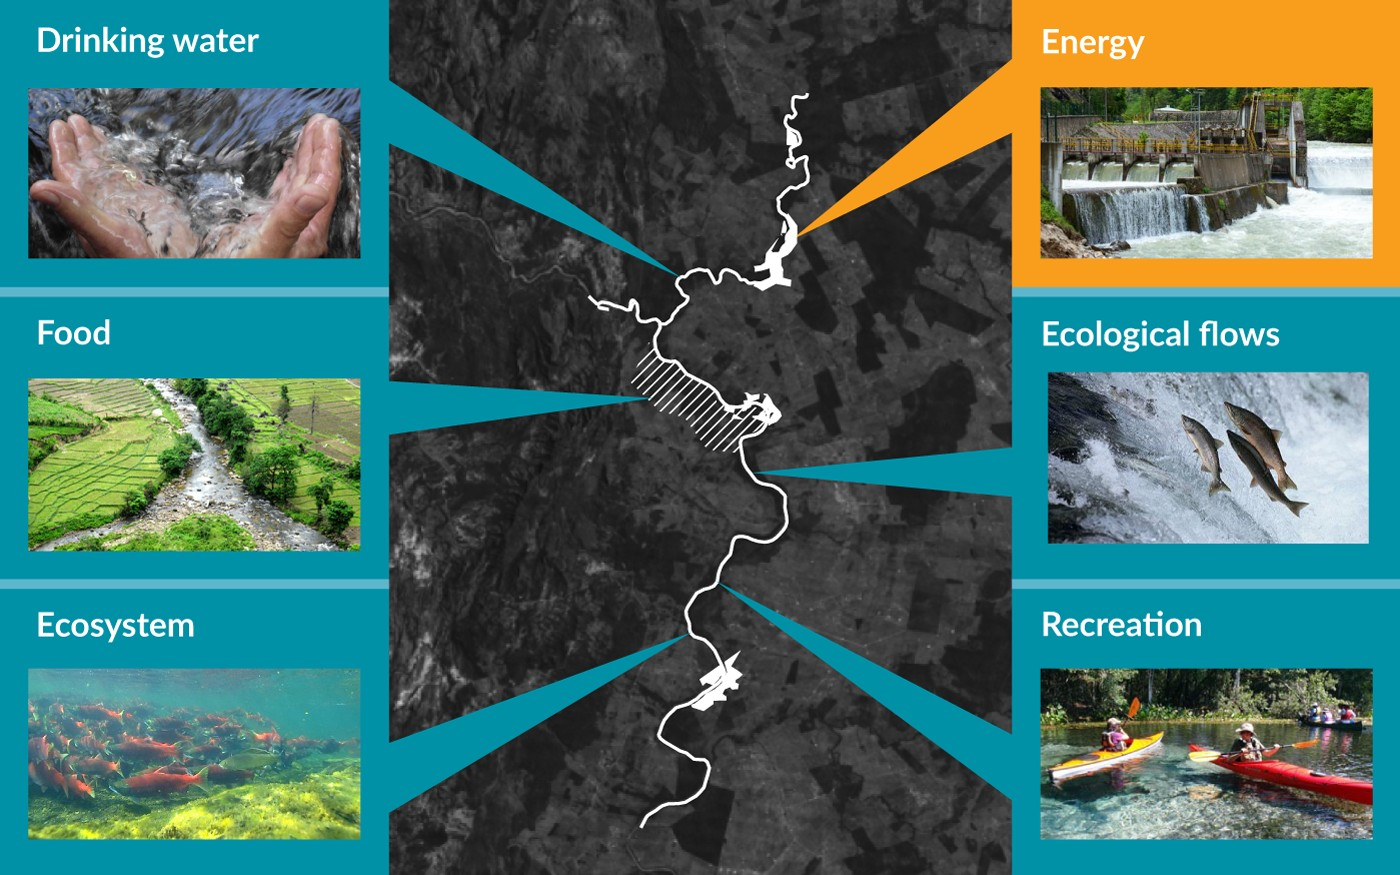 Drinking water
Energy
Food
Ecological flows
Ecosystem
Recreation